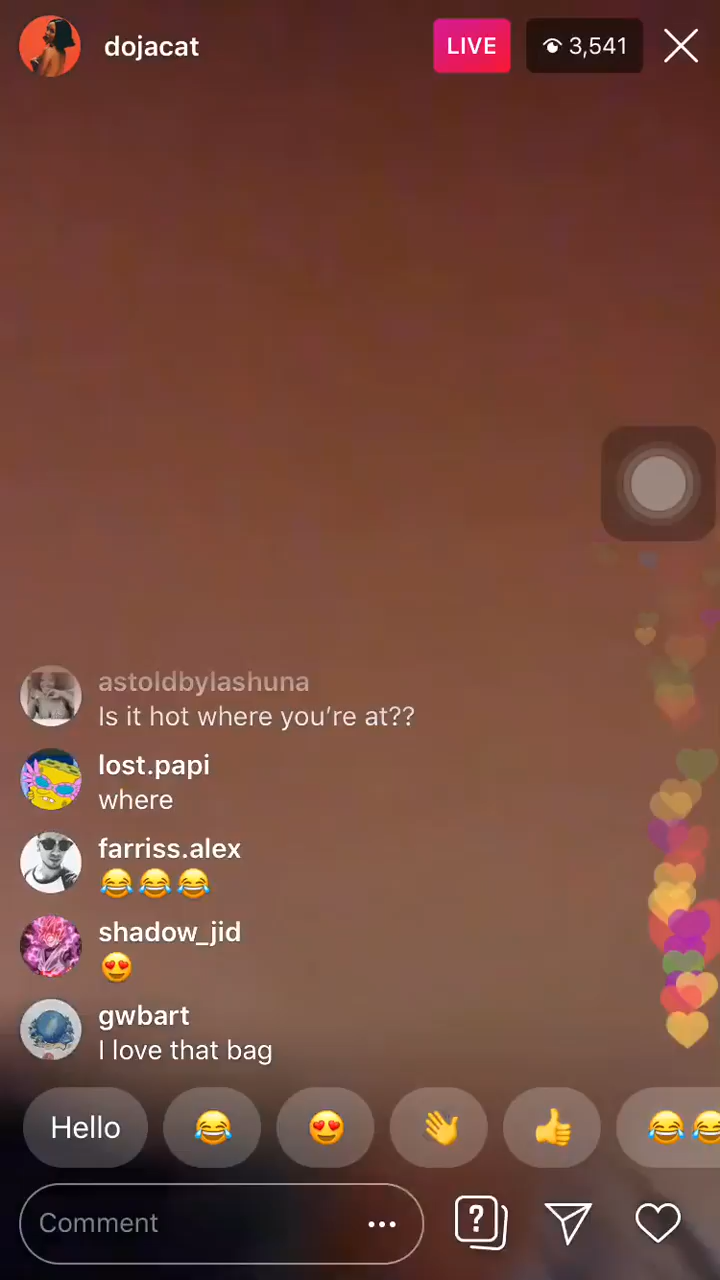 dojacat
LIVE
3,541
astoldbylashuna
Is it hot where you’re at??
lost.papi
where
farriss.alex
😂😂😂
shadow_jid
😍
gwbart
I love that bag
Hello 😂 😍 👋 👍 😂😂
Comment